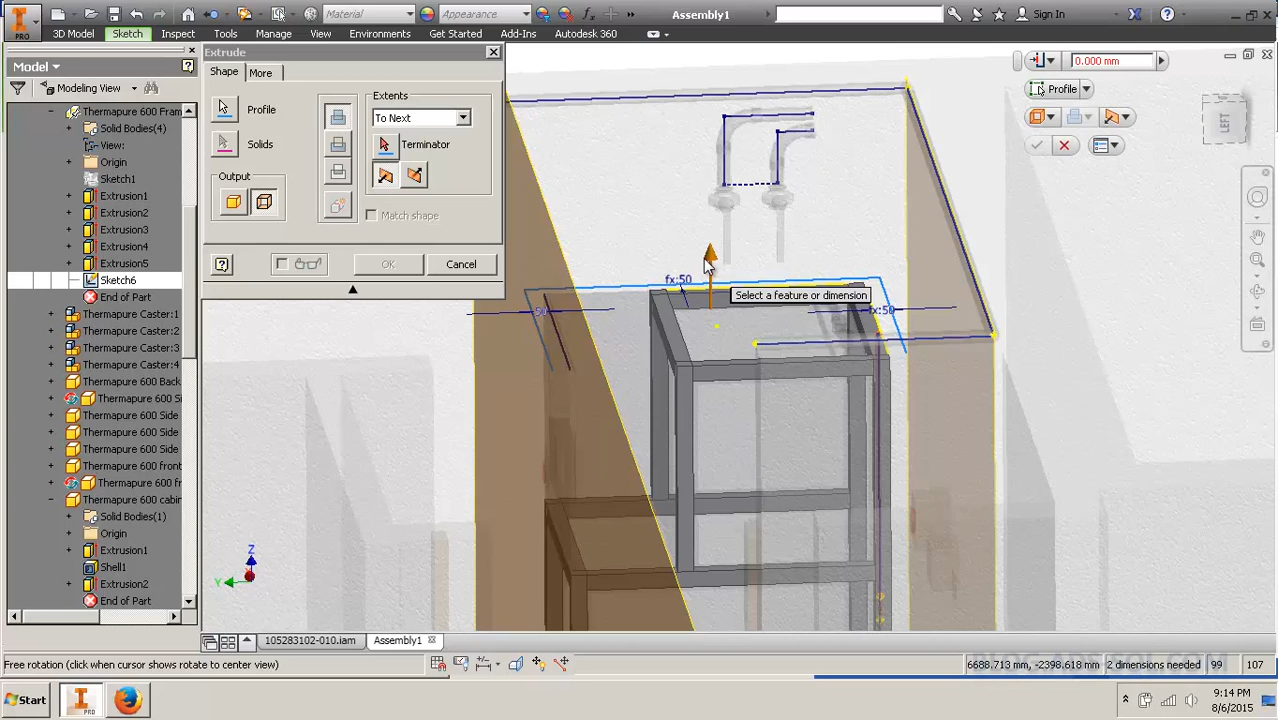 Material
Appearance
Assembly1
Sign In
PRO
3D Model
Sketch
Inspect
Tools
Manage
View
Environments
Get Started
Add-Ins
Autodesk 360
Model
Modeling View
Thermapure 600 Fram
Solid Bodies(4)
View:
Origin
Sketch1
Extrusion1
Extrusion2
Extrusion3
Extrusion4
Extrusion5
Sketch6
End of Part
Thermapure Caster:1
Thermapure Caster:2
Thermapure Caster:3
Thermapure Caster:4
Thermapure 600 Back
Thermapure 600 Si
Thermapure 600 Side
Thermapure 600 Side
Thermapure 600 Side
Thermapure 600 front
Thermapure 600 fr
Thermapure 600 cabin
Solid Bodies(1)
Origin
Extrusion1
Shell1
Extrusion2
End of Part
Extrude
Shape
More
Profile
Solids
Output
Extents
To Next
Terminator
Match shape
OK
Cancel
0.000 mm
Profile
LEFT
fx:50
50
fx:50
Select a feature or dimension
Z
Y
105283102-010.iam
Assembly1
Free rotation (click when cursor shows rotate to center view)
6688.713 mm, -2398.618 mm
2 dimensions needed
99
107
Start
PRO
9:14 PM
8/6/2015